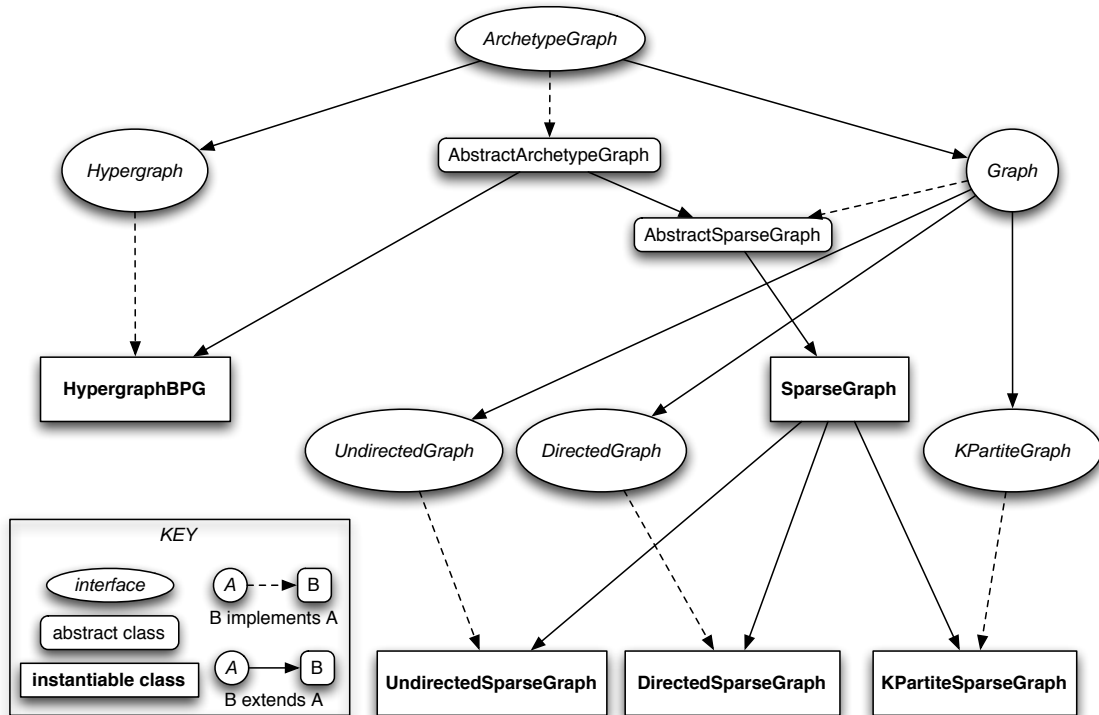 ArchetypeGraph
Hypergraph
AbstractArchetypeGraph
Graph
AbstractSparseGraph
HypergraphBPG
SparseGraph
UndirectedGraph
DirectedGraph
KPartiteGraph
KEY
interface
A
B
B implements A
abstract class
A
B
instantiable class
B extends A
UndirectedSparseGraph
DirectedSparseGraph
KPartiteSparseGraph